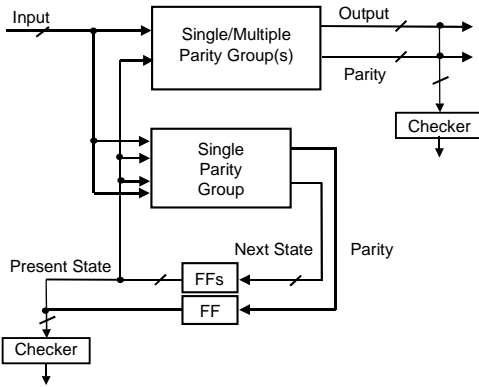 Input
Single/Multiple
Parity Group(s)
Output
Parity
Checker
Single
Parity
Group
Next State
Parity
Present State
FFs
FF
Checker